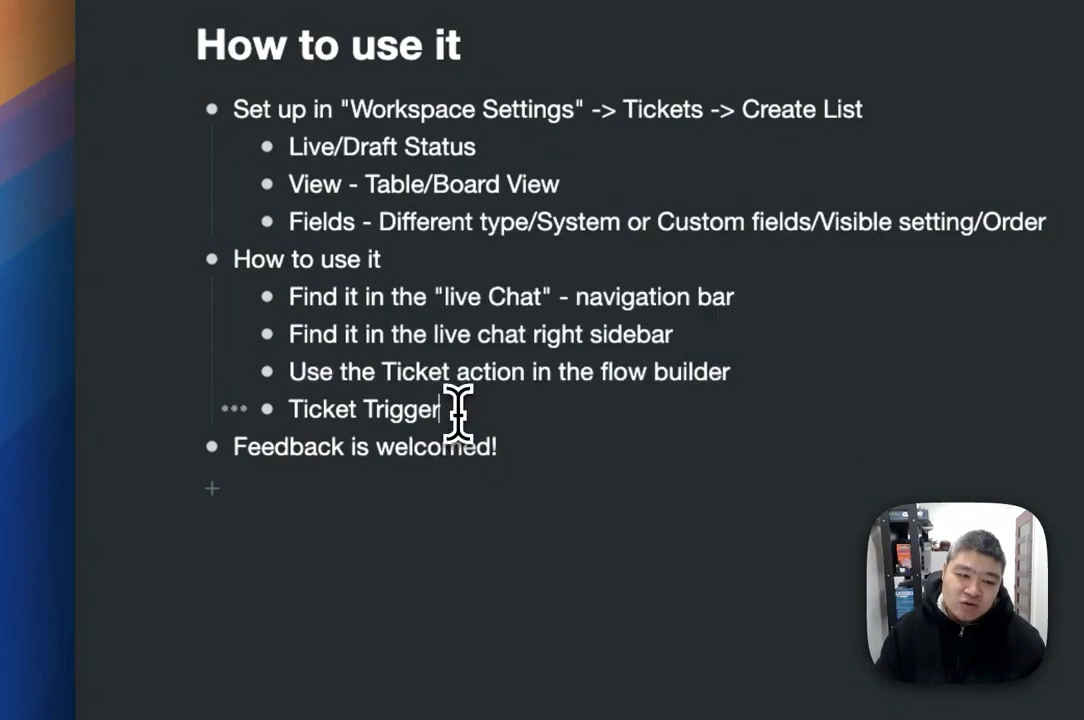 How to use it
Set up in "Workspace Settings" -> Tickets -> Create List
Live/Draft Status
View - Table/Board View
Fields - Different type/System or Custom fields/Visible setting/Order
How to use it
Find it in the "live Chat" - navigation bar
Find it in the live chat right sidebar
Use the Ticket action in the flow builder
Ticket Trigger
Feedback is welcomed!